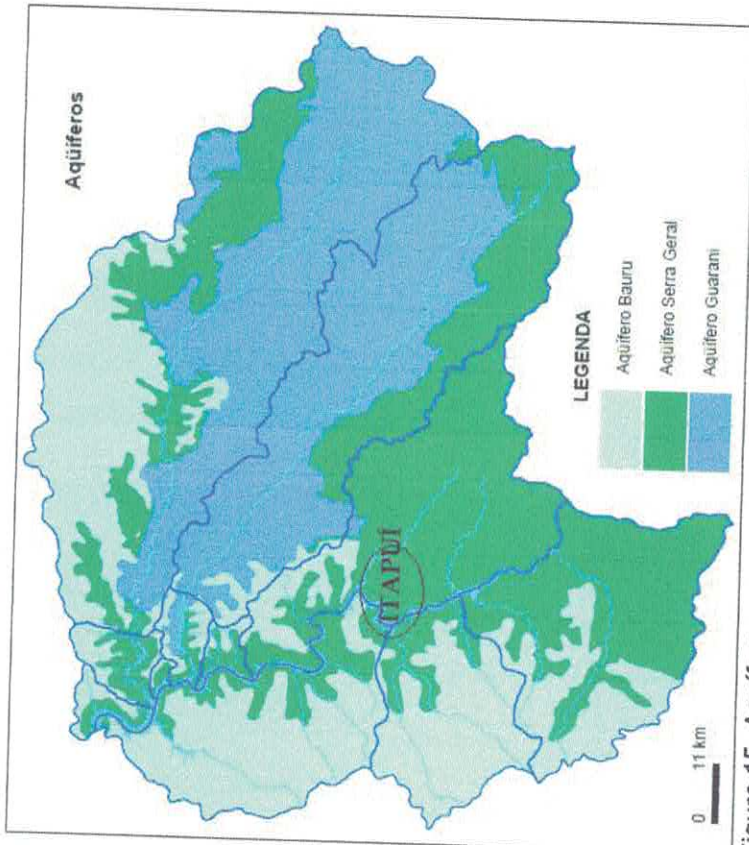 Aqüíferos
ITAPUÍ
LEGENDA
Aqüífero Bauru
Aqüífero Serra Geral
Aqüífero Guarani
0 11 km